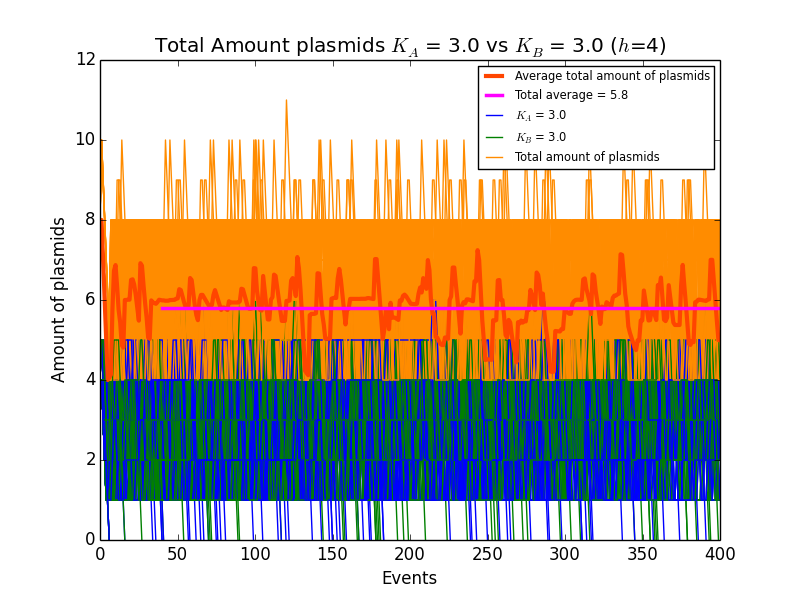 Total Amount plasmids K_A = 3.0 vs K_B = 3.0 (h=4)
Average total amount of plasmids
Total average = 5.8
K_A = 3.0
K_B = 3.0
Total amount of plasmids
12
10
8
6
4
2
0
Amount of plasmids
0 50 100 150 200 250 300 350 400
Events